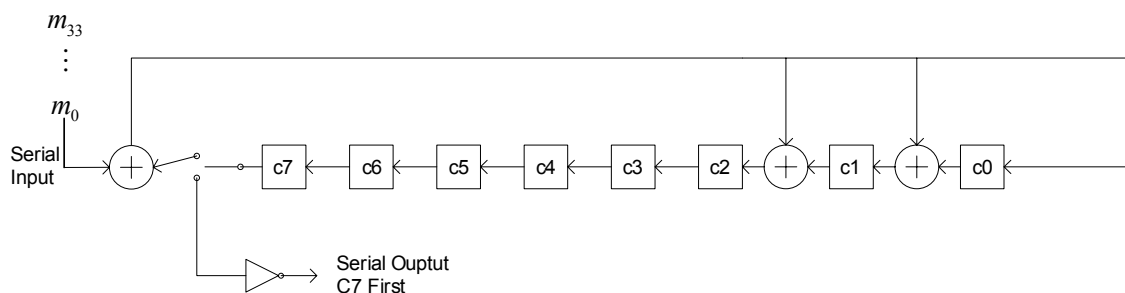 m33
⋮
m0
Serial
Input
c7
c6
c5
c4
c3
c2
+
c1
+
c0
+
Serial Ouptut
C7 First